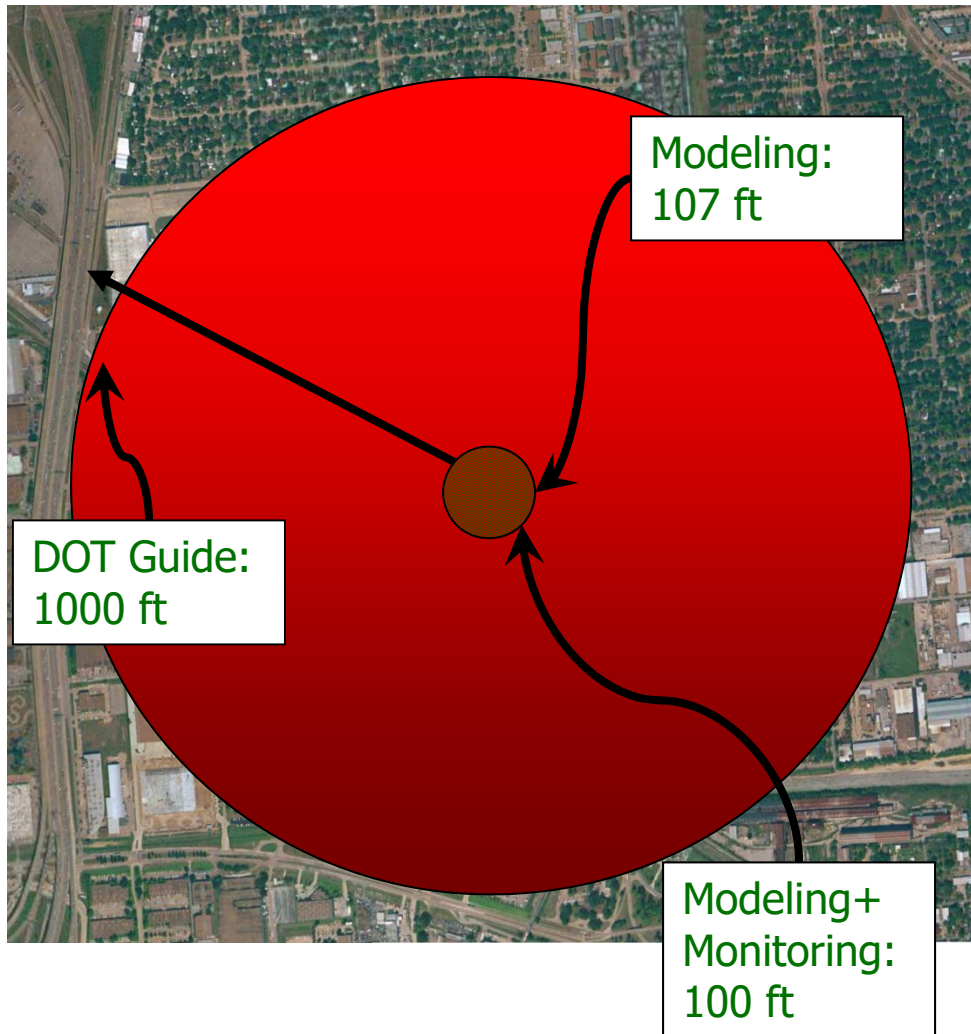 Modeling:
107 ft
DOT Guide:
1000 ft
Modeling+
Monitoring:
100 ft